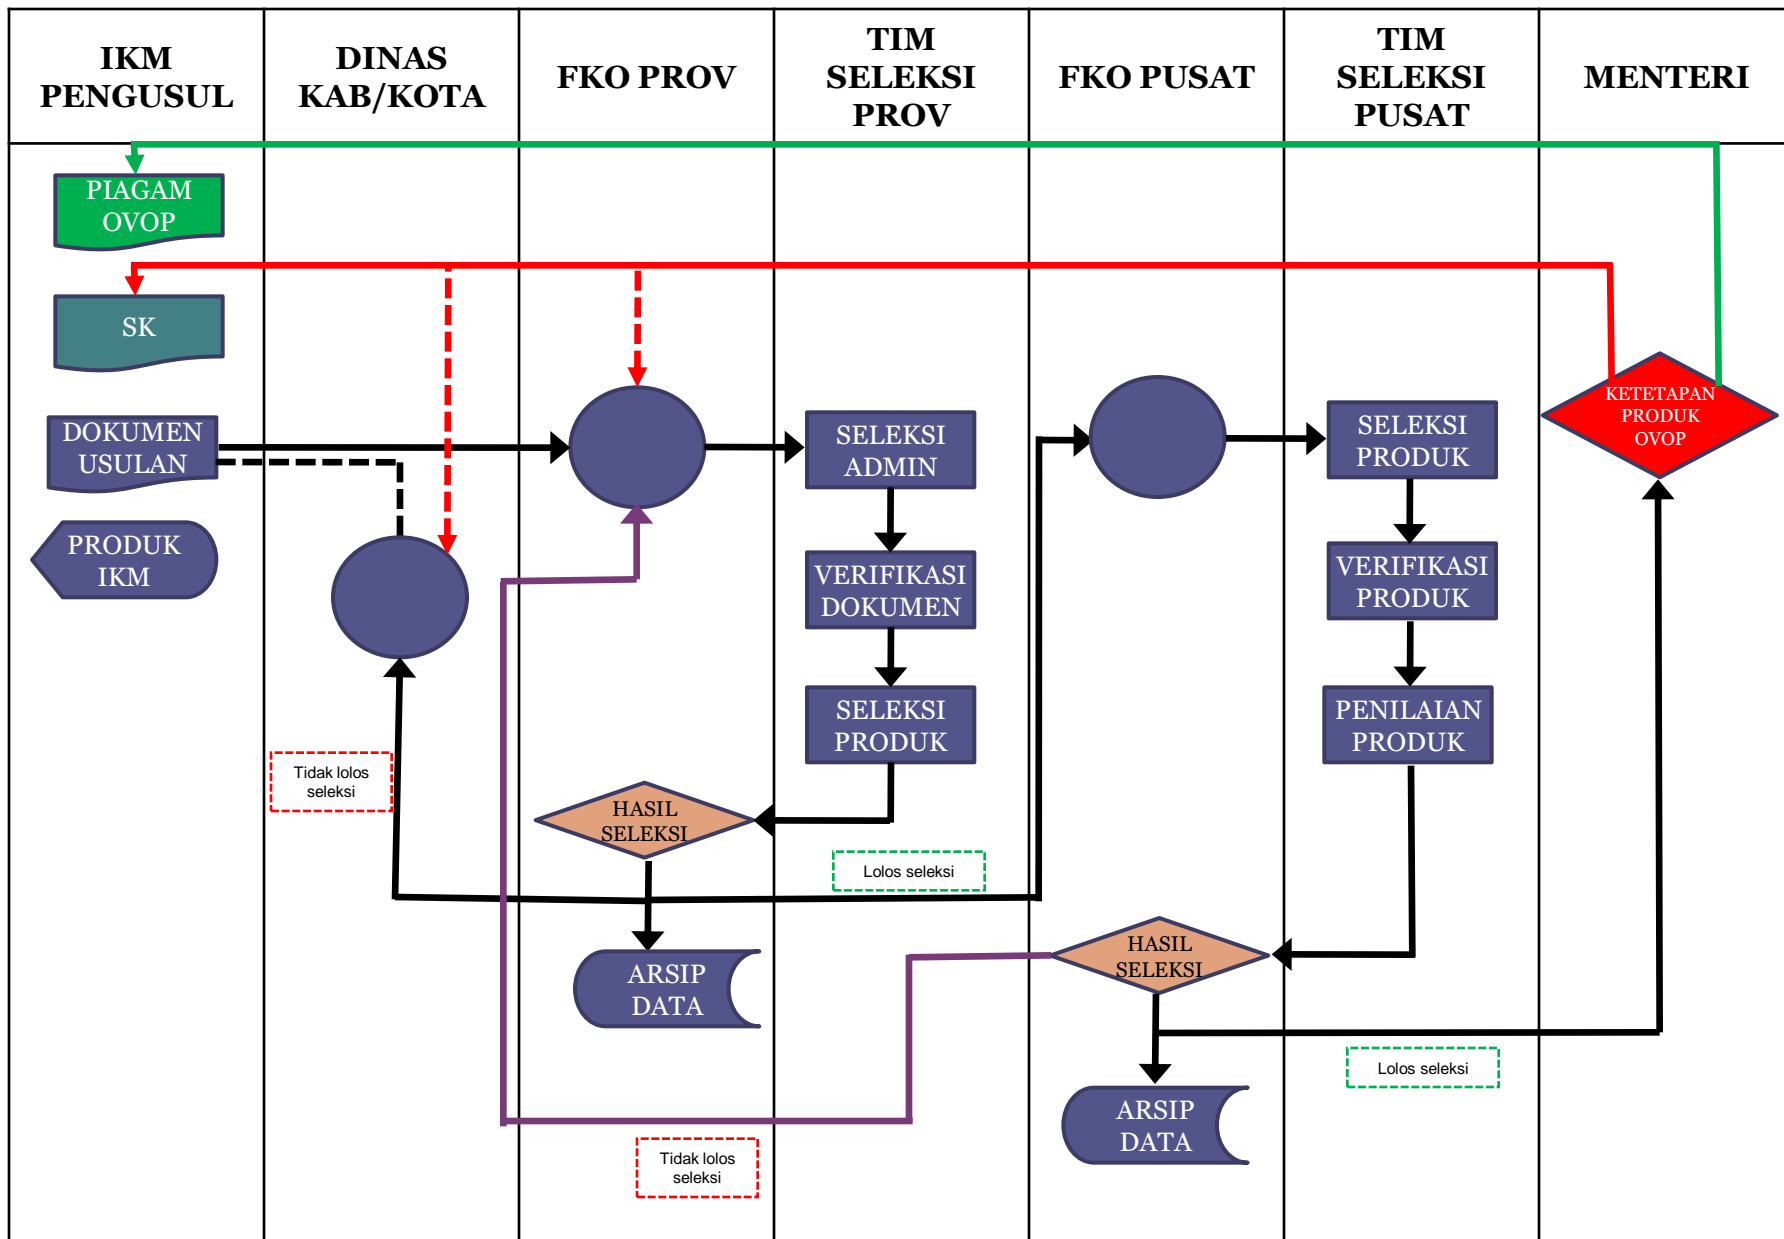 IKM
PENGUSUL
DINAS
KAB/KOTA
FKO PROV
TIM
SELEKSI
PROV
FKO PUSAT
TIM
SELEKSI
PUSAT
MENTERI
PIAGAM
OVOP
SK
DOKUMEN
USULAN
PRODUK
IKM
Tidak lolos
seleksi
HASIL
SELEKSI
ARSIP
DATA
Tidak lolos
seleksi
SELEKSI
ADMIN
VERIFIKASI
DOKUMEN
SELEKSI
PRODUK
Lolos seleksi
HASIL
SELEKSI
ARSIP
DATA
SELEKSI
PRODUK
VERIFIKASI
PRODUK
PENILAIAN
PRODUK
Lolos seleksi
KETETAPAN
PRODUK
OVOP